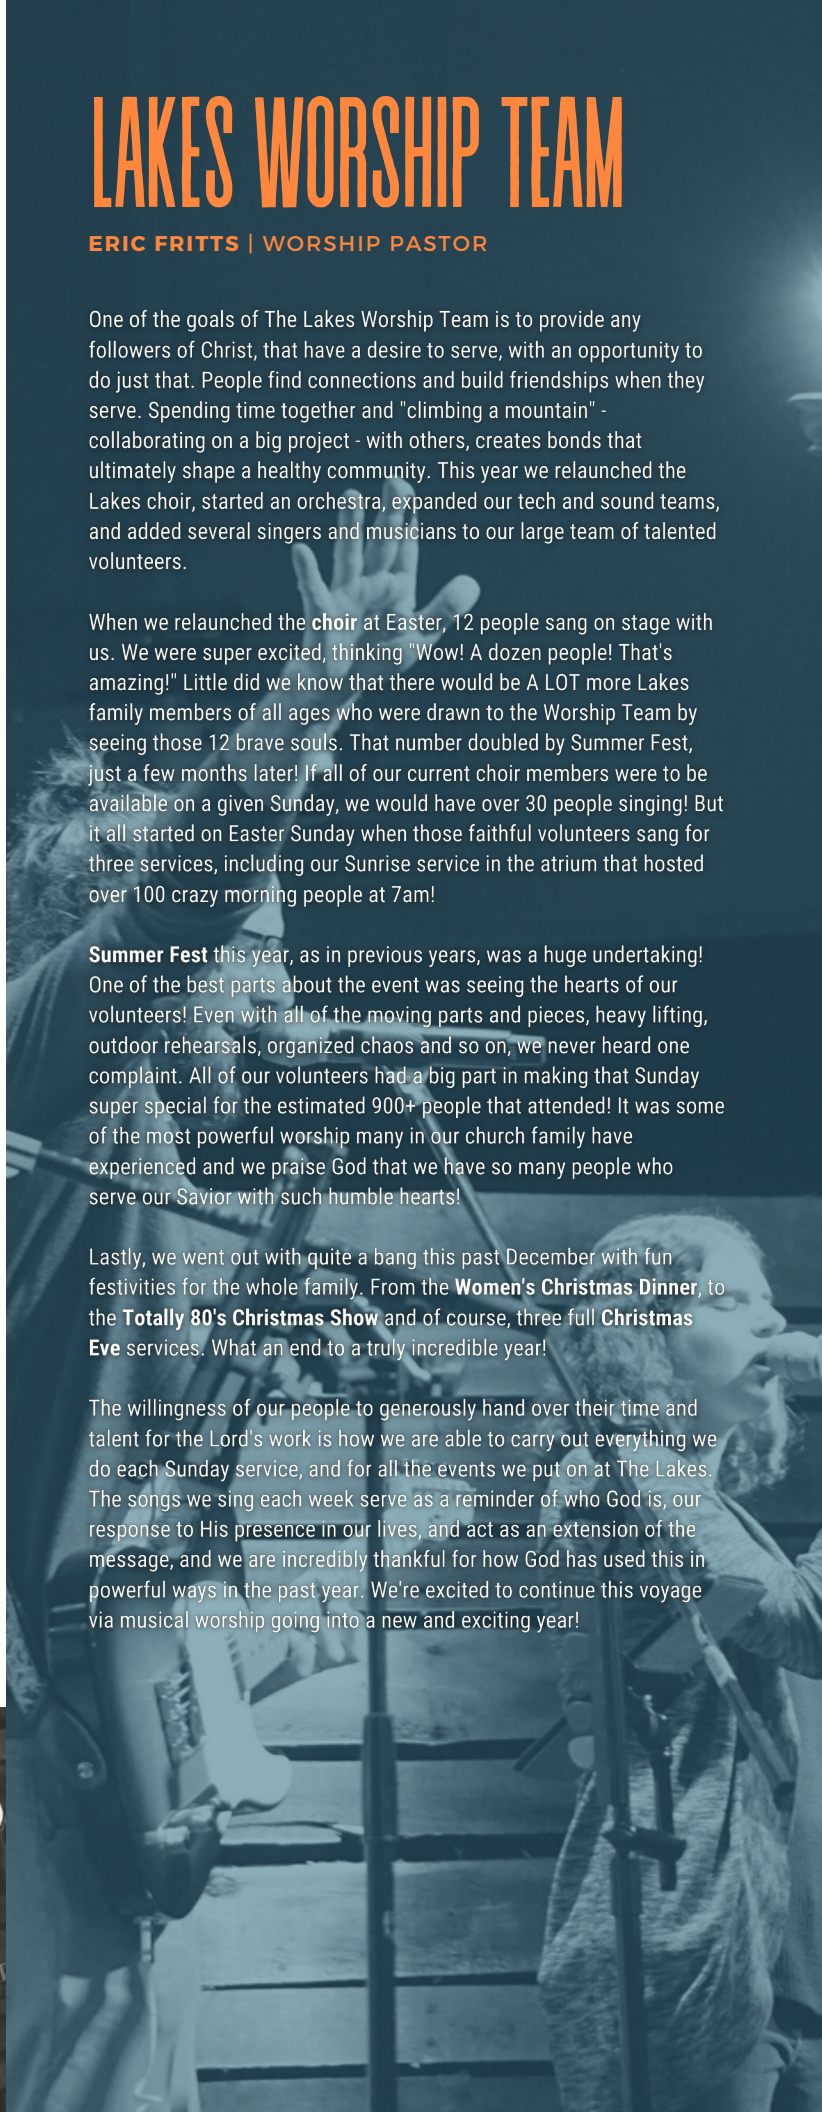 LAKES WORSHIP TEAM
ERIC FRITTS | WORSHIP PASTOR
One of the goals of The Lakes Worship Team is to provide any
followers of Christ, that have a desire to serve, with an opportunity to
do just that. People find connections and build friendships when they
serve. Spending time together and "climbing a mountain" -
collaborating on a big project - with others, creates bonds that
ultimately shape a healthy community. This year we relaunched the
Lakes choir, started an orchestra, expanded our tech and sound teams,
and added several singers and musicians to our large team of talented
volunteers.
When we relaunched the choir at Easter, 12 people sang on stage with
us. We were super excited, thinking "Wow! A dozen people! That's
amazing!" Little did we know that there would be A LOT more Lakes
family members of all ages who were drawn to the Worship Team by
seeing those 12 brave souls. That number doubled by Summer Fest,
just a few months later! If all of our current choir members were to be
available on a given Sunday, we would have over 30 people singing! But
it all started on Easter Sunday when those faithful volunteers sang for
three services, including our Sunrise service in the atrium that hosted
over 100 crazy morning people at 7am!
Summer Fest this year, as in previous years, was a huge undertaking!
One of the best parts about the event was seeing the hearts of our
volunteers! Even with all of the moving parts and pieces, heavy lifting,
outdoor rehearsals, organized chaos and so on, we never heard one
complaint. All of our volunteers had a big part in making that Sunday
super special for the estimated 900+ people that attended! It was some
of the most powerful worship many in our church family have
experienced and we praise God that we have so many people who
serve our Savior with such humble hearts!
Lastly, we went out with quite a bang this past December with fun
festivities for the whole family. From the Women's Christmas Dinner, to
the Totally 80's Christmas Show and of course, three full Christmas
Eve services. What an end to a truly incredible year!
The willingness of our people to generously hand over their time and
talent for the Lord's work is how we are able to carry out everything we
do each Sunday service, and for all the events we put on at The Lakes.
The songs we sing each week serve as a reminder of who God is, our
response to His presence in our lives, and act as an extension of the
message, and we are incredibly thankful for how God has used this in
powerful ways in the past year. We're excited to continue this voyage
via musical worship going into a new and exciting year!